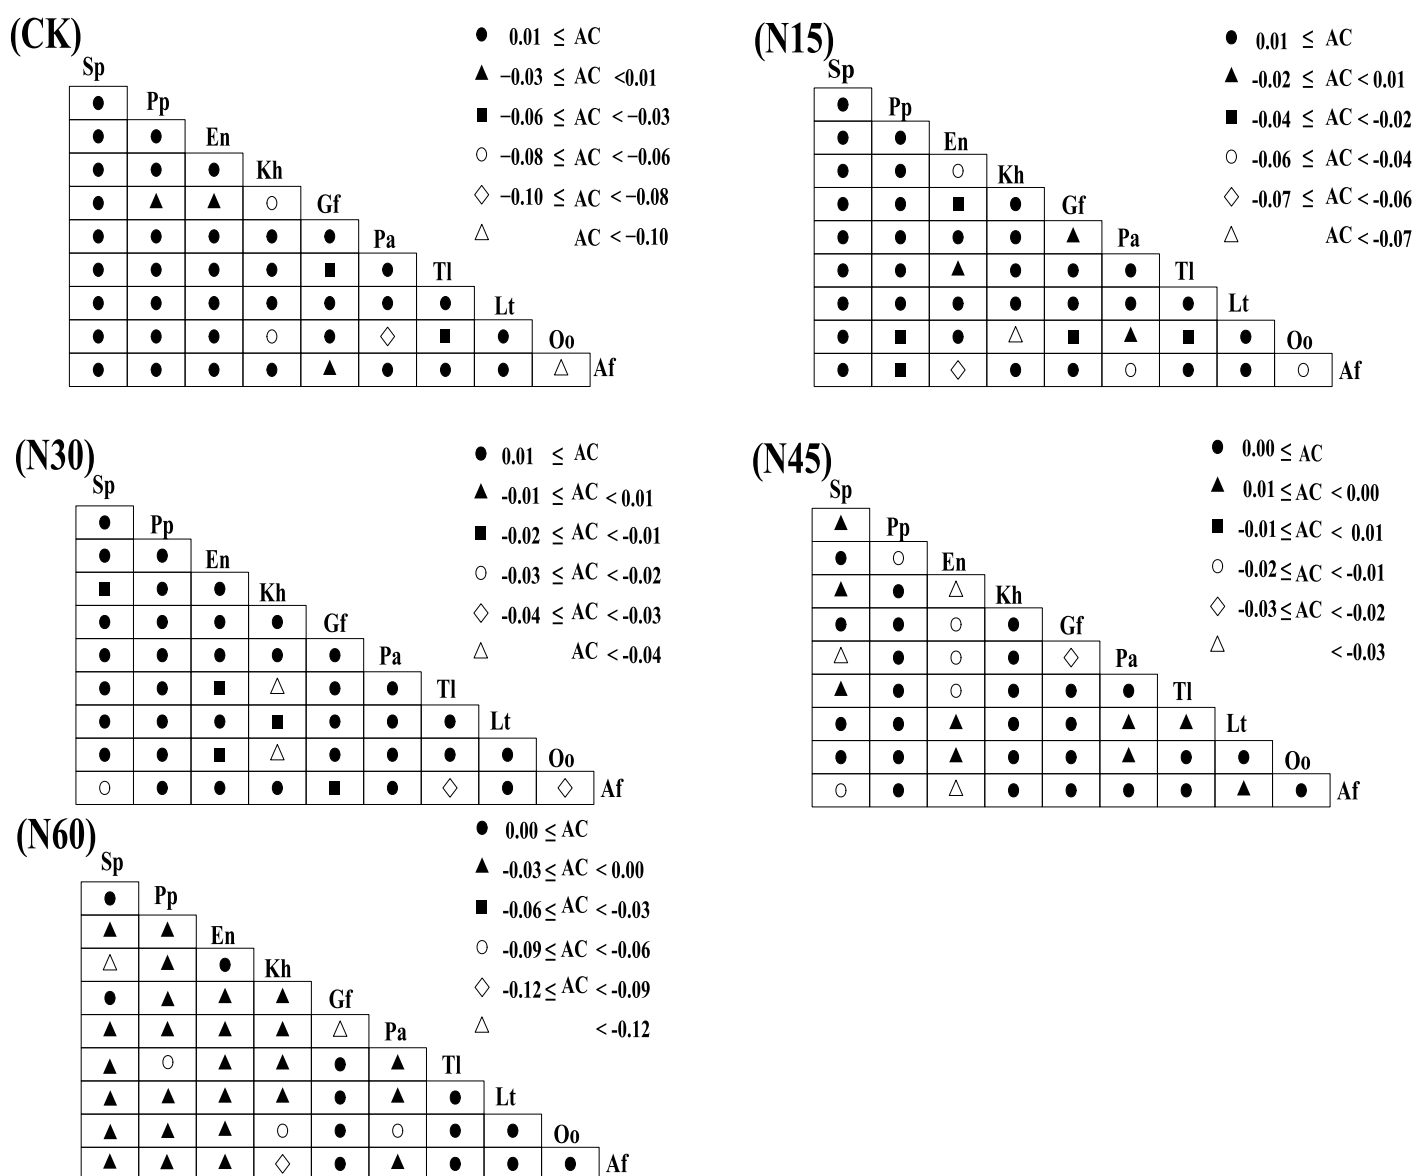 (CK)
Sp
Pp
En
Kh
Gf
Pa
Tl
Lt
Oo
Af
0.01 ≤ AC
−0.03 ≤ AC <0.01
−0.06 ≤ AC <−0.03
−0.08 ≤ AC <−0.06
−0.10 ≤ AC <−0.08
AC <−0.10
(N15)
Sp
Pp
En
Kh
Gf
Pa
Tl
Lt
Oo
Af
0.01 ≤ AC
-0.02 ≤ AC < 0.01
-0.04 ≤ AC < -0.02
-0.06 ≤ AC < -0.04
-0.07 ≤ AC < -0.06
AC < -0.07
(N30)
Sp
Pp
En
Kh
Gf
Pa
Tl
Lt
Oo
Af
0.01 ≤ AC
-0.01 ≤ AC < 0.01
-0.02 ≤ AC < -0.01
-0.03 ≤ AC < -0.02
-0.04 ≤ AC < -0.03
AC < -0.04
(N45)
Sp
Pp
En
Kh
Gf
Pa
Tl
Lt
Oo
Af
0.00 ≤ AC
0.01 ≤ AC < 0.00
-0.01 ≤ AC < 0.01
-0.02 ≤ AC < -0.01
-0.03 ≤ AC < -0.02
< -0.03
(N60)
Sp
Pp
En
Kh
Gf
Pa
Tl
Lt
Oo
Af
0.00 ≤ AC
-0.03 ≤ AC < 0.00
-0.06 ≤ AC < -0.03
-0.09 ≤ AC < -0.06
-0.12 ≤ AC < -0.09
< -0.12